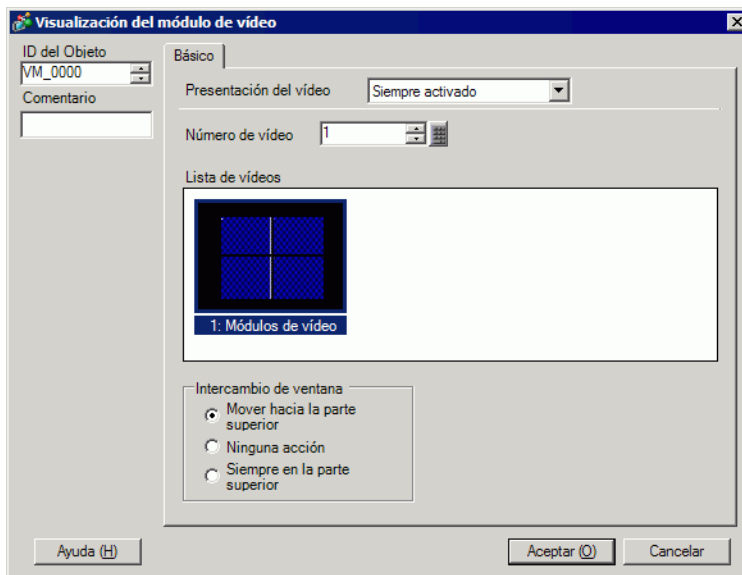 Visualización del módulo de vídeo
ID del Objeto
VM_0000
Comentario
Básico
Presentación del vídeo
Siempre activado
Número de vídeo
1
Lista de vídeos
1: Módulos de vídeo
Intercambio de ventana
Mover hacia la parte
superior
Ninguna acción
Siempre en la parte
superior
Ayuda (H)
Aceptar (O)
Cancelar